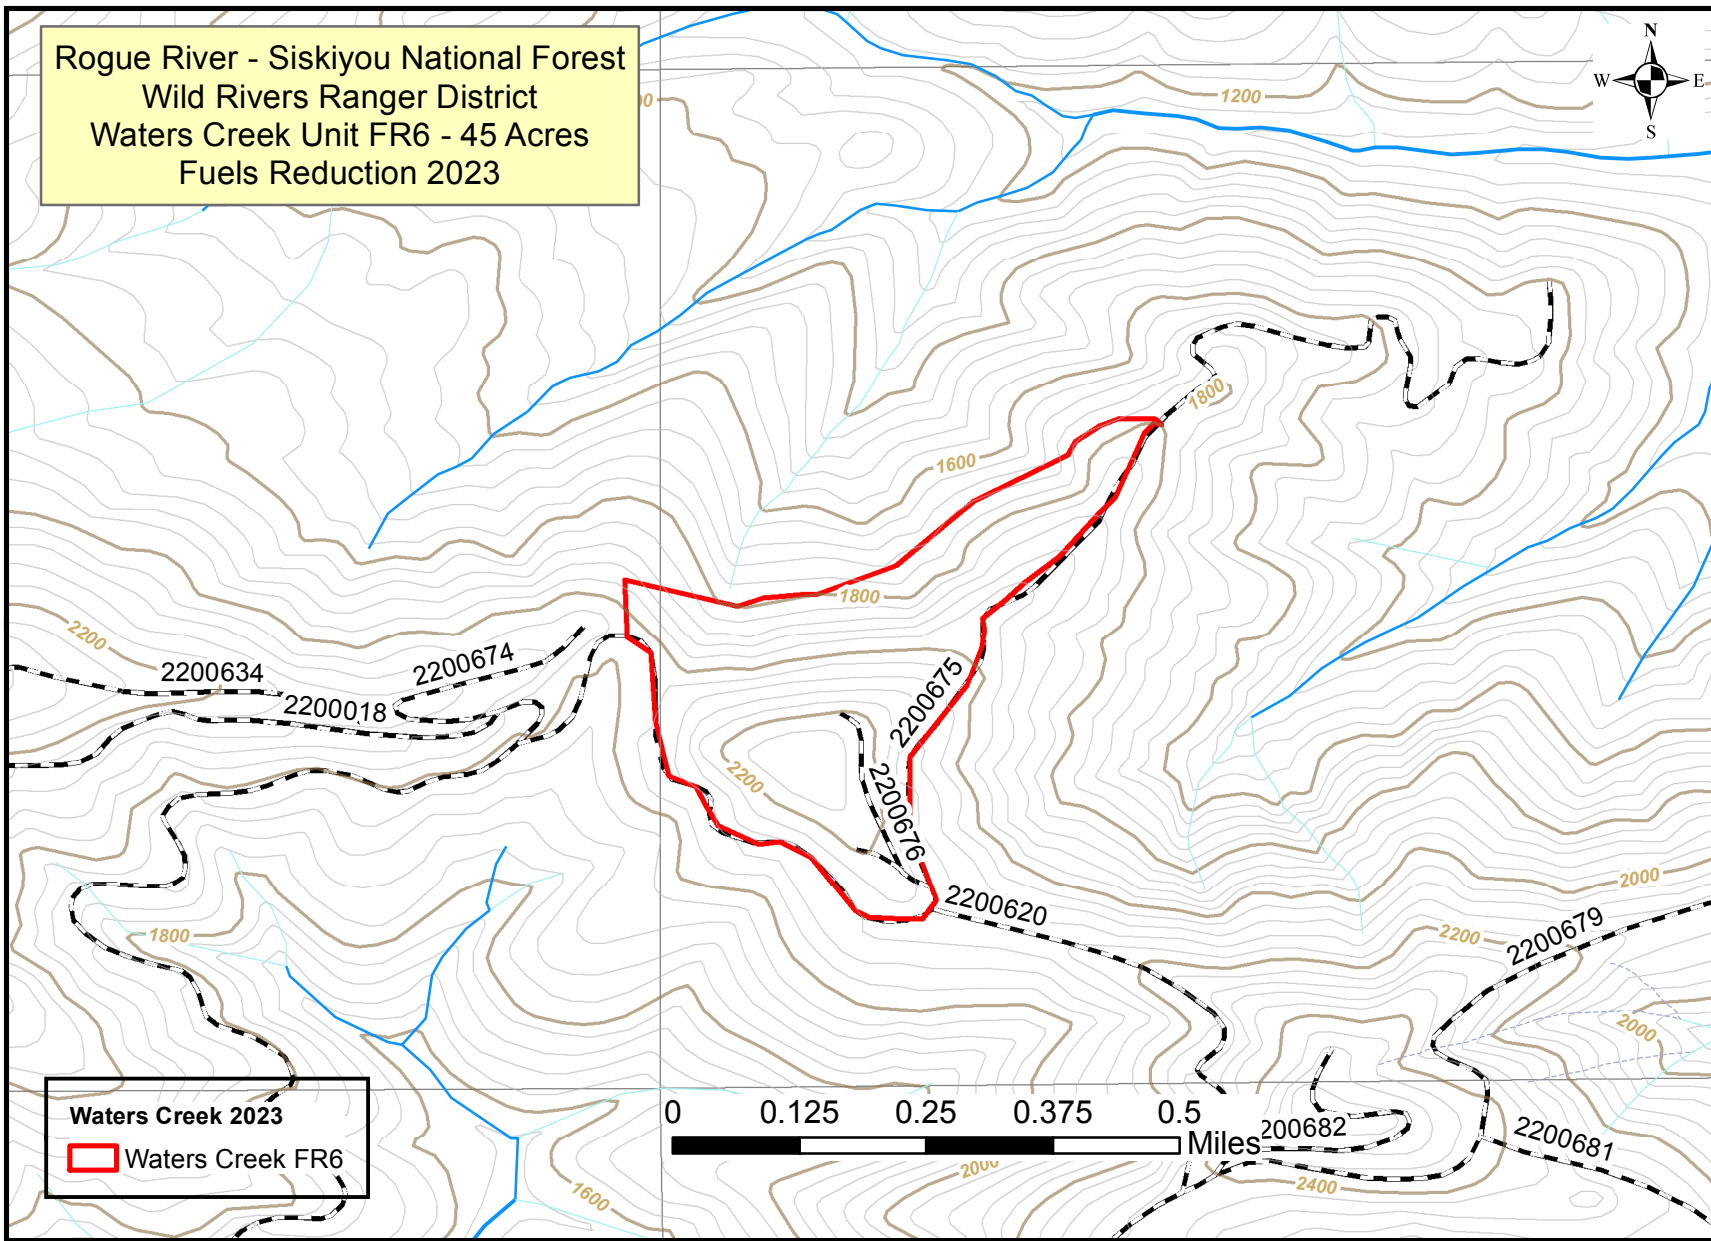 Rogue River - Siskiyou National Forest
Wild Rivers Ranger District
Waters Creek Unit FR6 - 45 Acres
Fuels Reduction 2023
N
W E
S
1200
1800
1600
1800
2200
2200634
2200674
2200018
2200675
2200
2200676
2200620
2000
2200
2200679
1800
2000
Waters Creek 2023
Waters Creek FR6
0 0.125 0.25 0.375 0.5
Miles
200682
2200681
2000
2400
1600